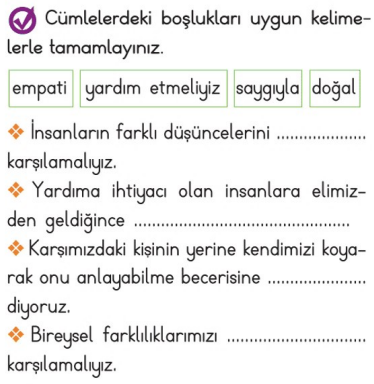 Cümlelerdeki boşlukları uygun kelime-
lerle tamamlayınız.
empati yardım etmeliyiz saygıyla doğal
❖ İnsanların farklı düşüncelerini ....................
karşılamalıyız.
❖ Yardıma ihtiyacı olan insanlara elimiz-
den geldiğince ................................................
❖ Karşımızdaki kişinin yerine kendimizi koya-
rak onu anlayabilme becerisine ......................
diyoruz.
❖ Bireysel farklılıklarımızı ...............................
karşılamalıyız.